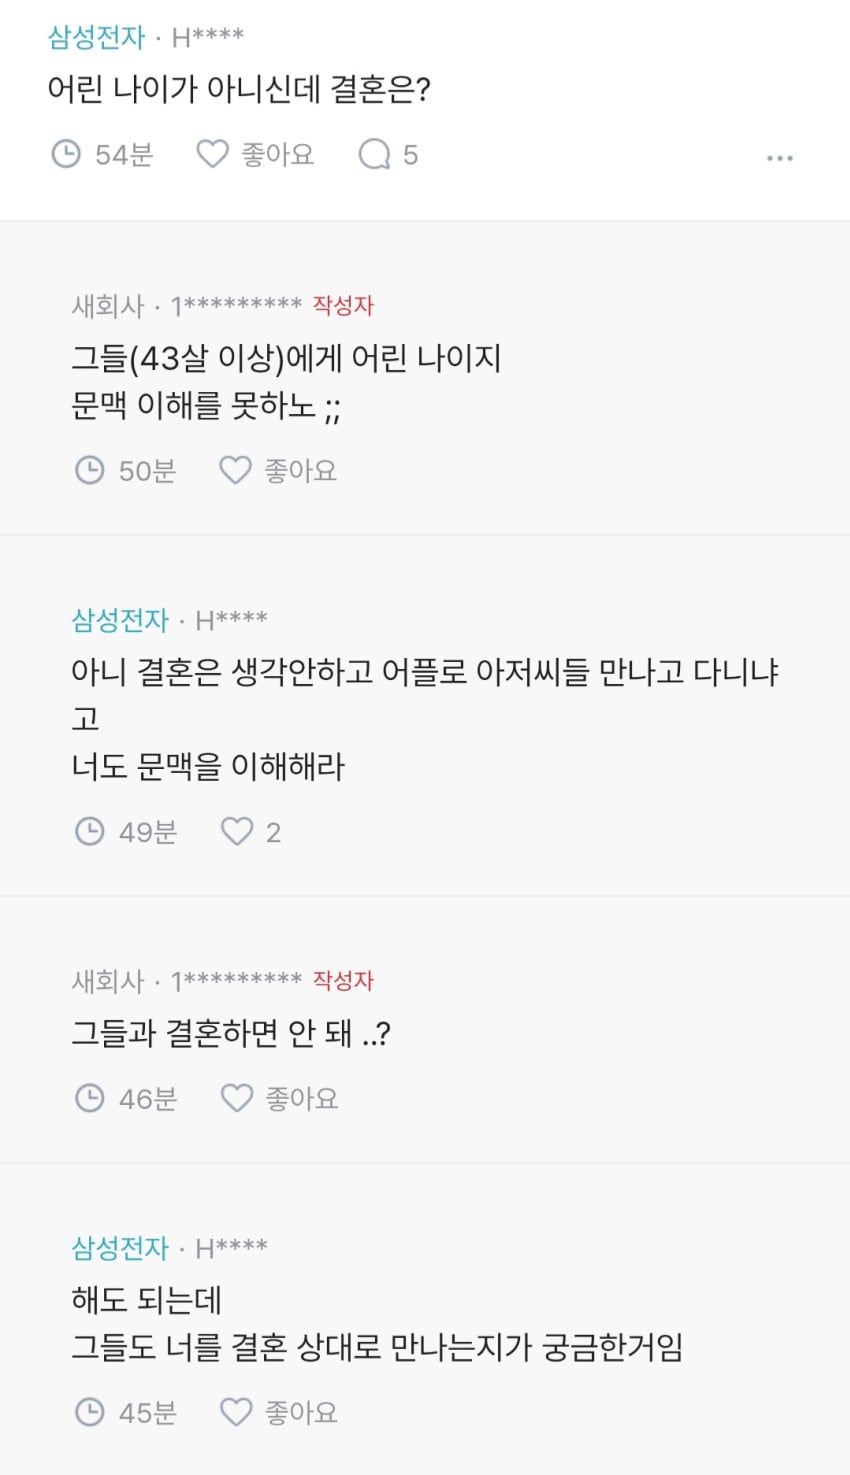 삼성전자 · H****
어린 나이가 아니신데 결혼은?
54분 좋아요 5
새회사 · 1********* 작성자
그들(43살 이상)에게 어린 나이지
문맥 이해를 못하노 ;;
50분 좋아요
삼성전자 · H****
아니 결혼은 생각안하고 어플로 아저씨들 만나고 다니냐
고
너도 문맥을 이해해라
49분 2
새회사 · 1********* 작성자
그들과 결혼하면 안 돼 ..?
46분 좋아요
삼성전자 · H****
해도 되는데
그들도 너를 결혼 상대로 만나는지가 궁금한거임
45분 좋아요